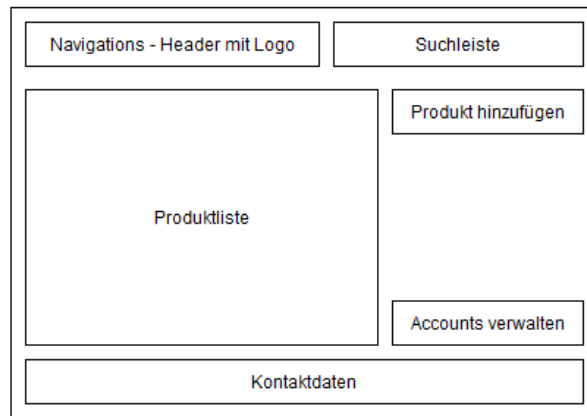 Navigations - Header mit Logo
Suchleiste
Produkt hinzufügen
Produktliste
Accounts verwalten
Kontaktdaten